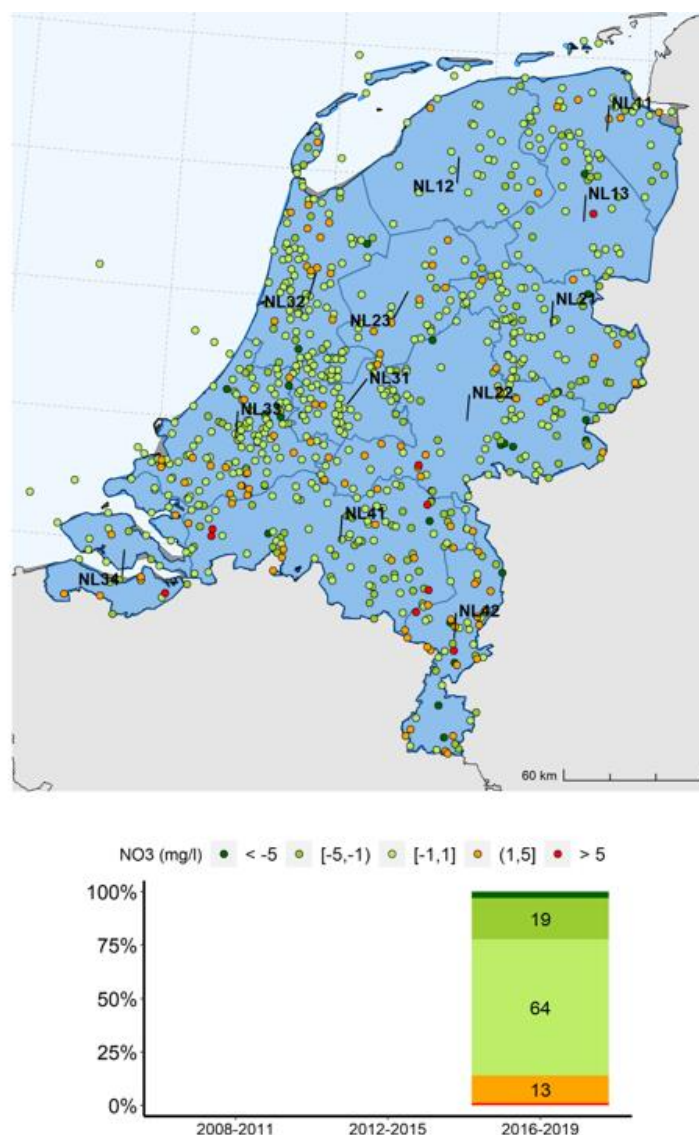 NL11
NL12
NL13
NL32
NL23
NL21
NL31
NL22
NL33
NL41
NL34
NL42
60 km
NO3 (mg/l) < -5 [-5,-1) [-1,1] (1,5] > 5
100%
19
75%
64
50%
25%
13
0%
2008-2011 2012-2015 2016-2019